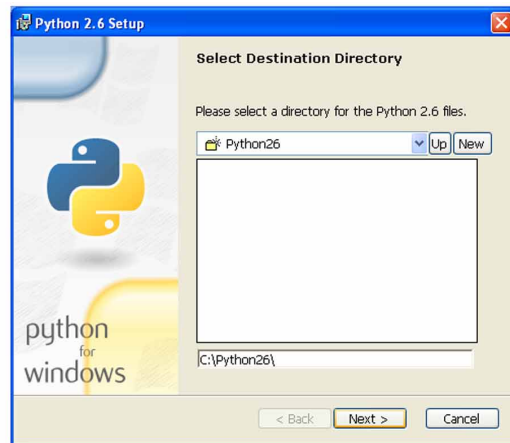 Python 2.6 Setup
Select Destination Directory
Please select a directory for the Python 2.6 files.
Python26
Up
New
C:\Python26\
python
for
windows
< Back
Next >
Cancel